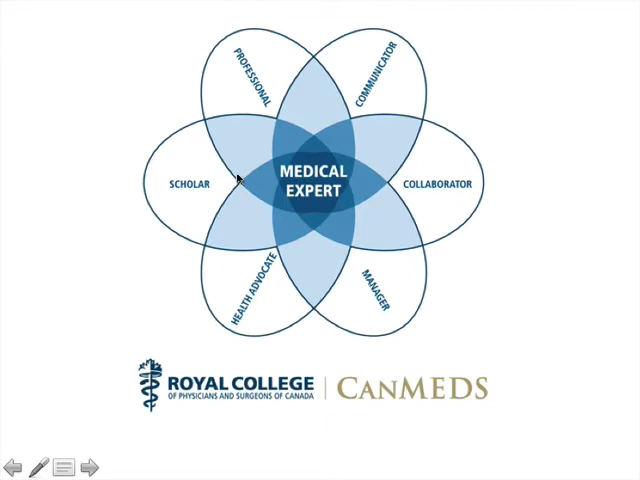 PROFESSIONAL
COMMUNICATOR
SCHOLAR
MEDICAL
EXPERT
COLLABORATOR
HEALTH ADVOCATE
MANAGER
ROYAL COLLEGE
OF PHYSICIANS AND SURGEONS OF CANADA
CANMEDS